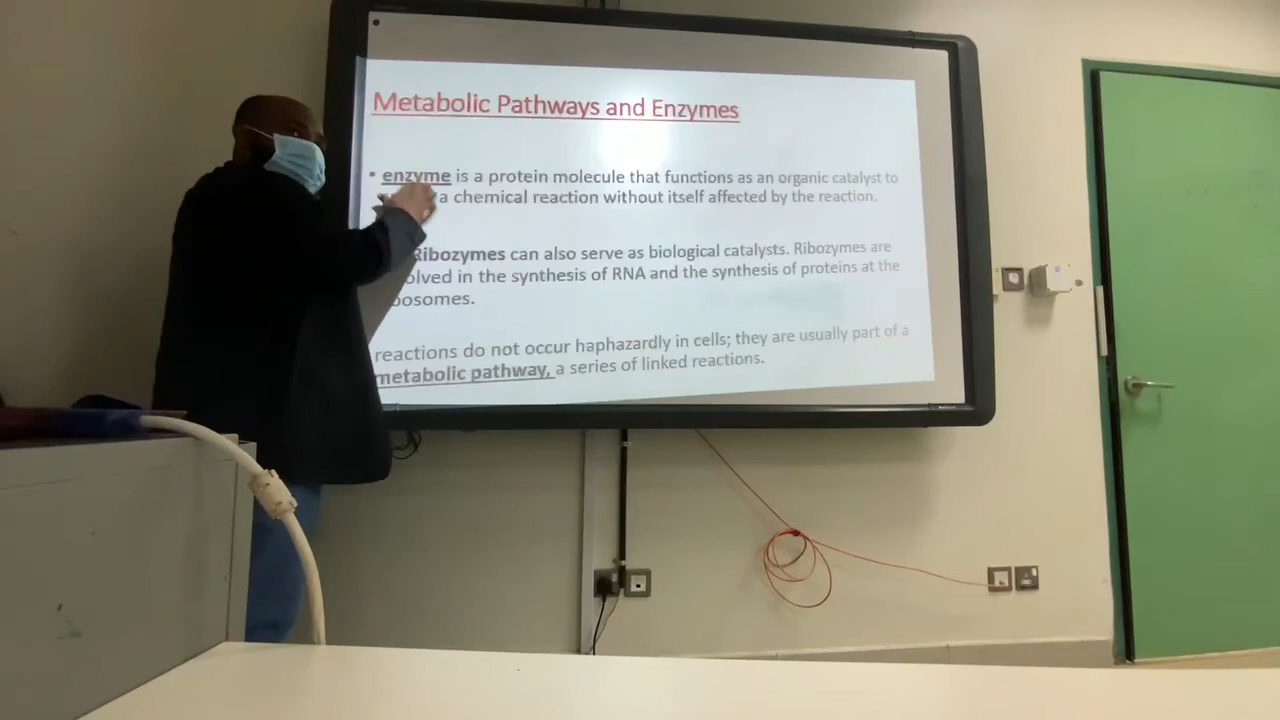 Metabolic Pathways and Enzymes
• enzyme is a protein molecule that functions as an organic catalyst to
a chemical reaction without itself affected by the reaction.
Ribozymes can also serve as biological catalysts. Ribozymes are
olved in the synthesis of RNA and the synthesis of proteins at the
bosomes.
reactions do not occur haphazardly in cells; they are usually part of a
metabolic pathway, a series of linked reactions.